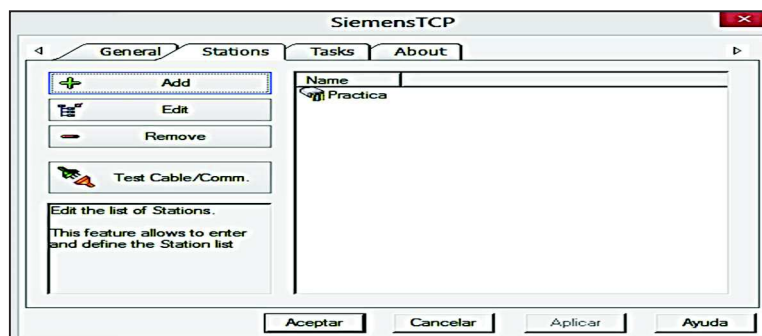 SiemensTCP
General Stations Tasks About
Add
Edit
Remove
Test Cable/Comm.
Edit the list of Stations.
This feature allows to enter
and define the Station list
Name
Practica
Aceptar Cancelar Aplicar Ayuda